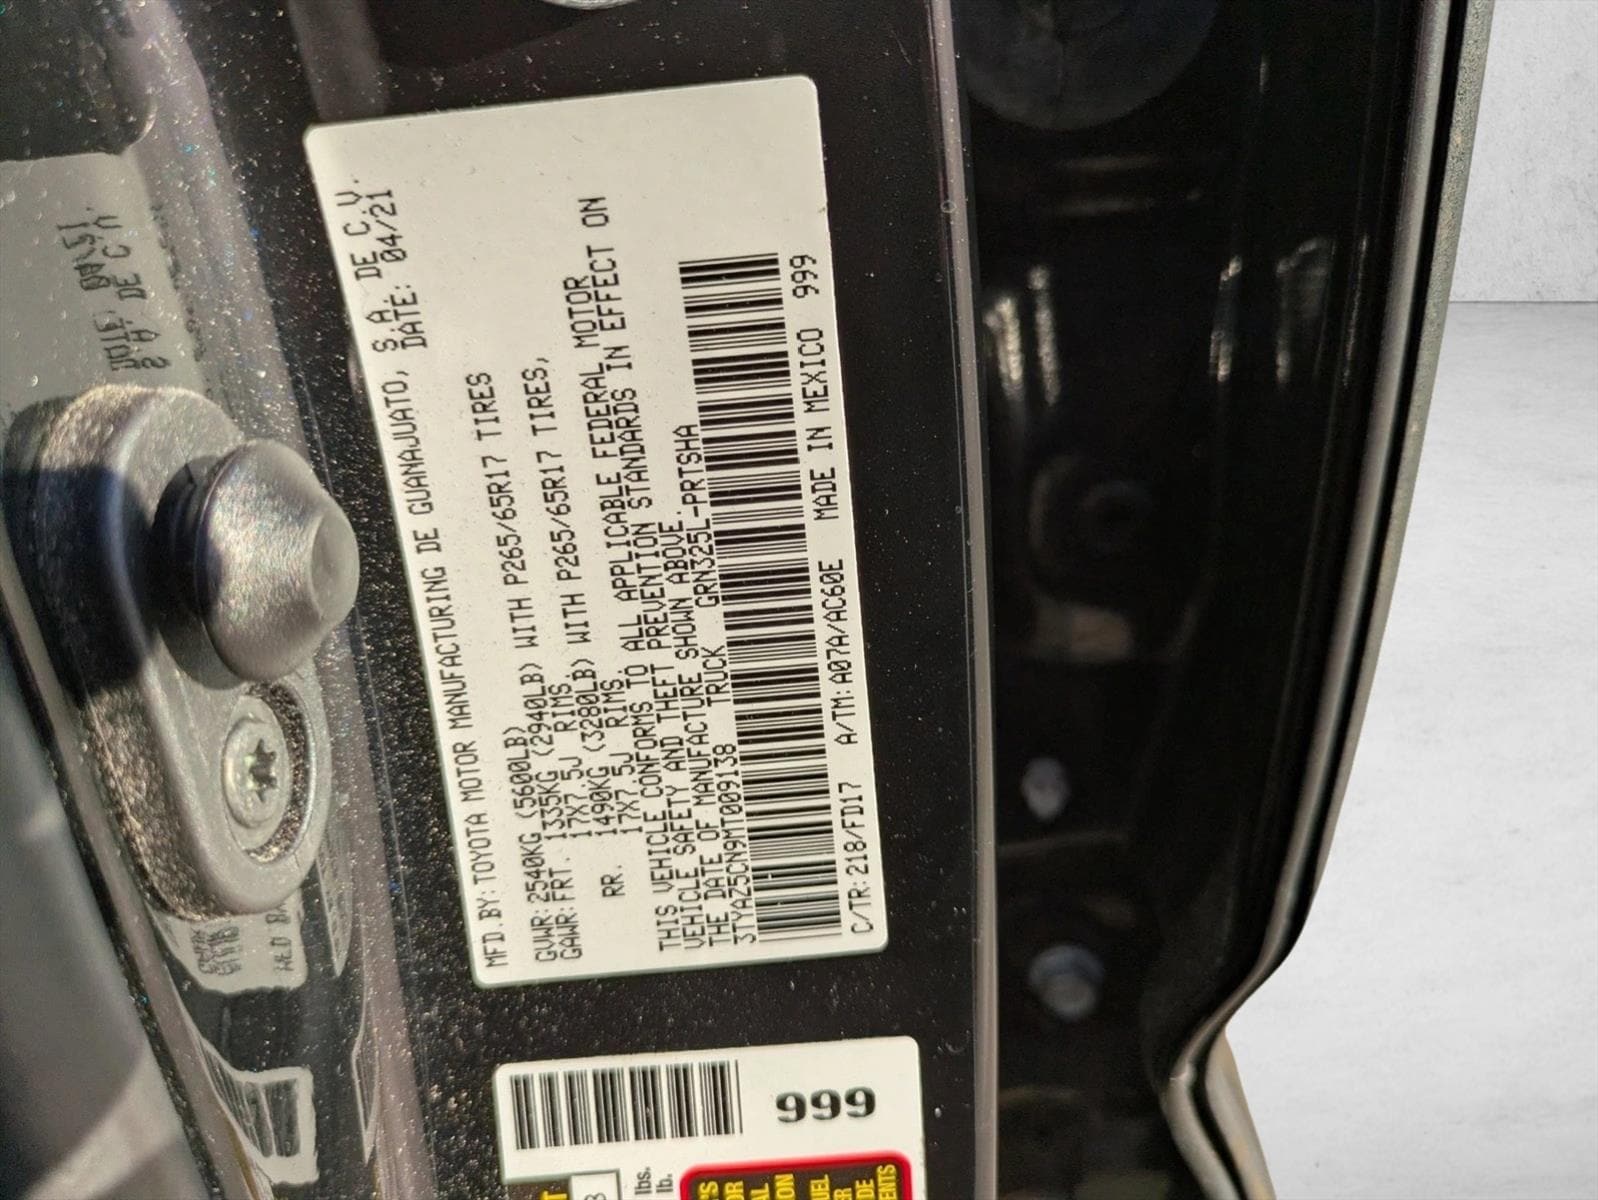 MFD.BY:TOYOTA MOTOR MANUFACTURING DE GUANAJUATO, S.A. DE C.V.
DATE: 04/21
GVWR:2540KG (5600LB)
GAWR:FRT. 1335KG (2940LB) WITH P265/65R17 TIRES
17X7.5J RIMS,
RR. 1490KG (3280LB) WITH P265/65R17 TIRES,
17X7.5J RIMS.
THIS VEHICLE CONFORMS TO ALL APPLICABLE FEDERAL MOTOR
VEHICLE SAFETY AND THEFT PREVENTION STANDARDS IN EFFECT ON
THE DATE OF MANUFACTURE SHOWN ABOVE.
3TYAZ5CN9MT009138 TRUCK GRN325L-PRTSHA
C/TR:218/FD17 A/TM:A07A/AC60E MADE IN MEXICO 999
999
lbs.
lb.